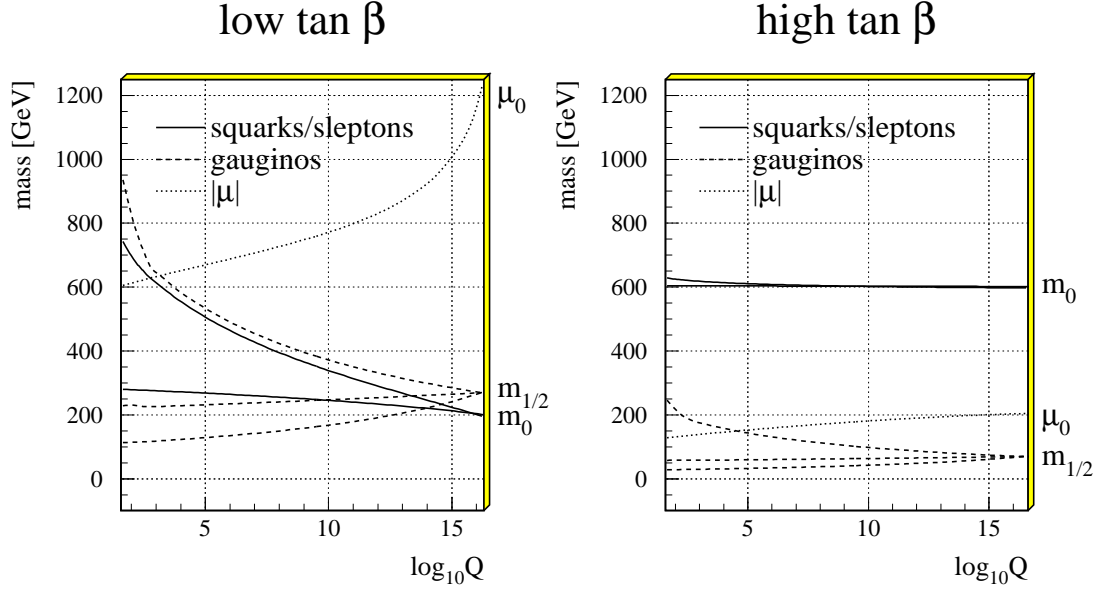 low tan β
mass [GeV]
1200
1000
800
600
400
200
0
squarks/sleptons
gauginos
|μ|
μ₀
m₁/₂
m₀
5
10
15
log₁₀Q
high tan β
mass [GeV]
1200
1000
800
600
400
200
0
squarks/sleptons
gauginos
|μ|
m₀
μ₀
m₁/₂
5
10
15
log₁₀Q